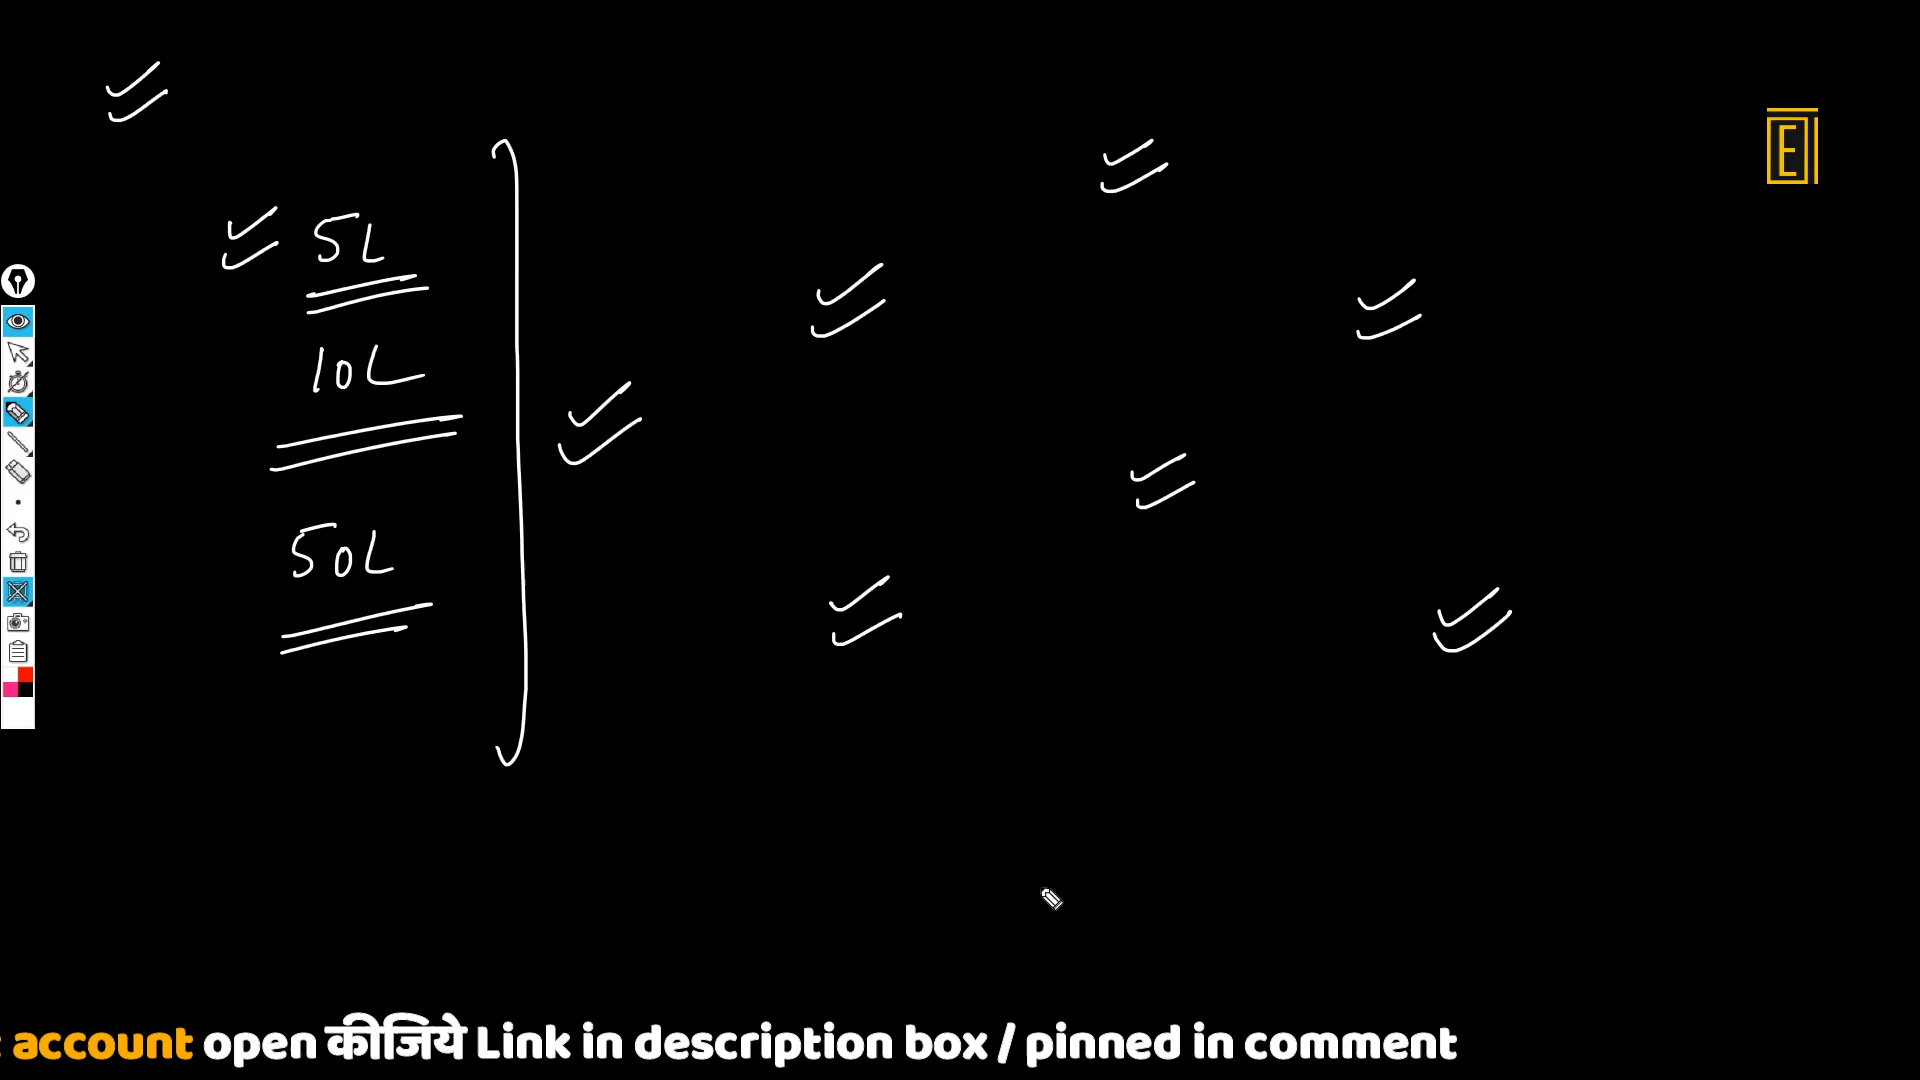 E
5L
10L
50L
account open कीजिये Link in description box / pinned in comment